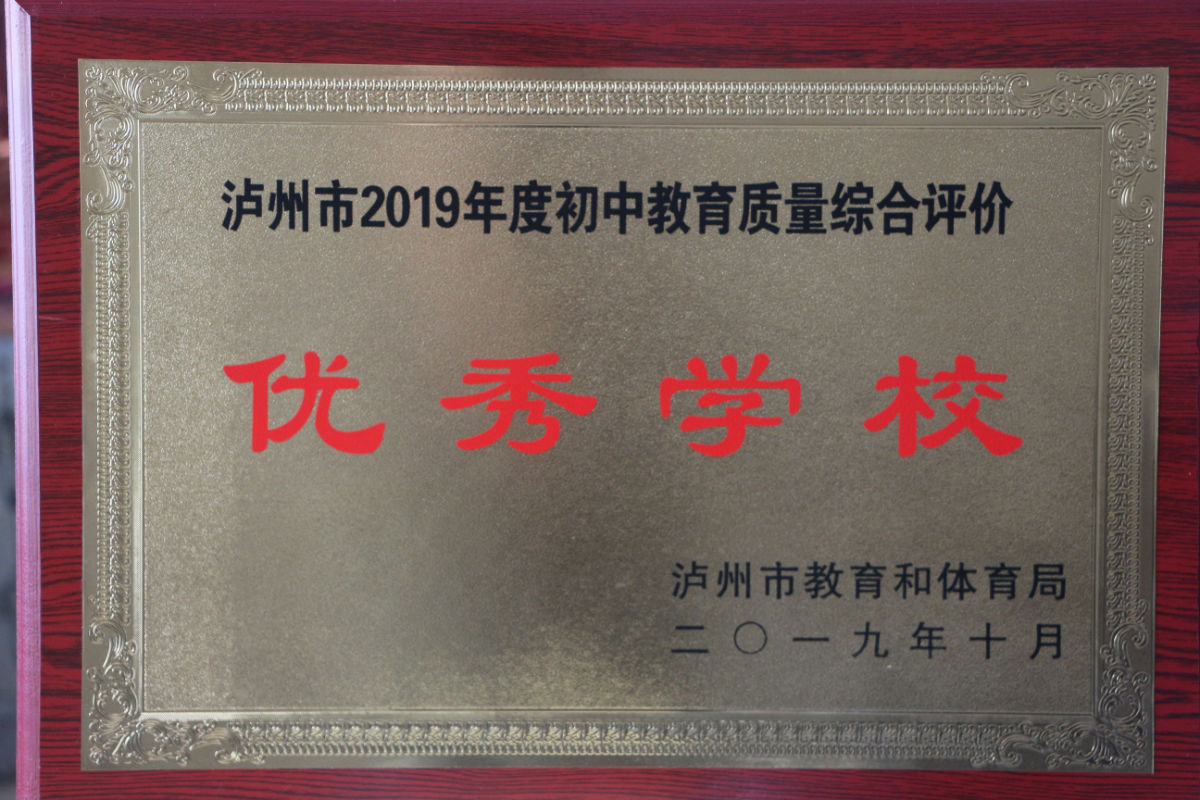 泸州市2019年度初中教育质量综合评价
优秀学校
泸州市教育和体育局
二〇一九年十月